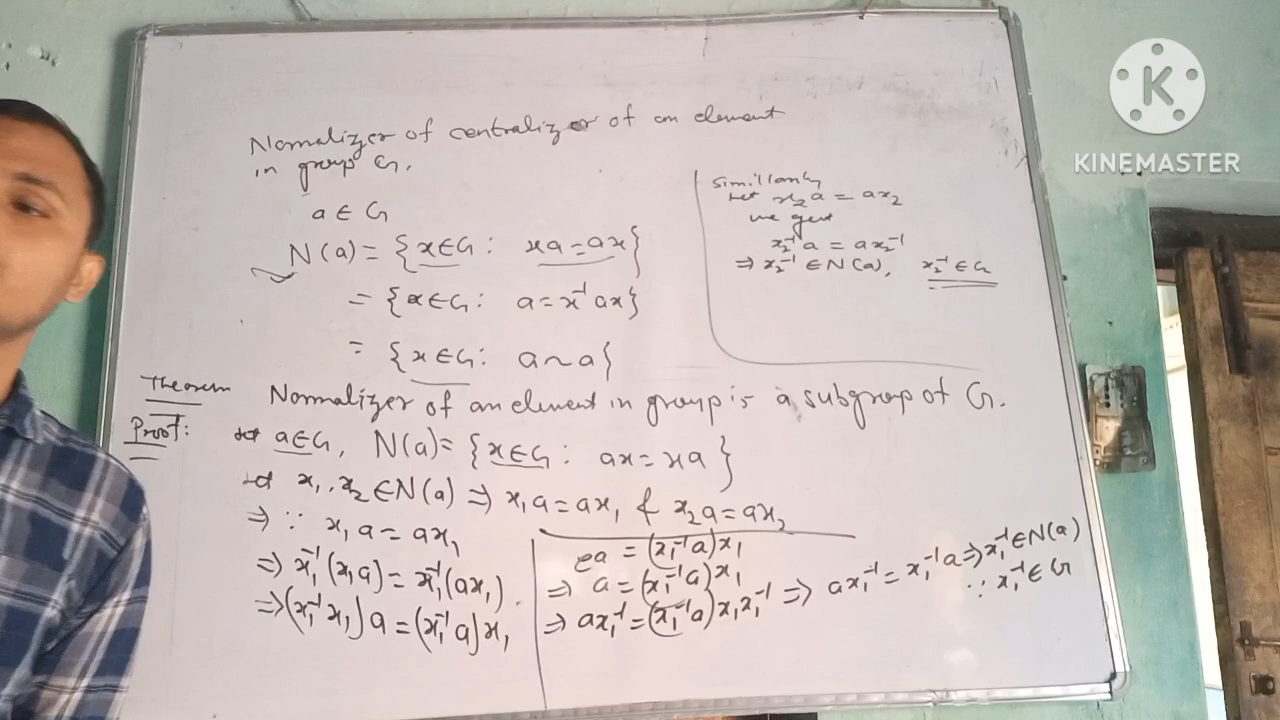 Normalizer of centralizer of an element
in group G.
a ∈ G
N(a) = {x∈G : xa = ax}
= {x∈G : a = x⁻¹ax}
= {x∈G : a ~ a}
Simillarly
Let x₂a = ax₂
we get
x₂⁻¹a = ax₂⁻¹
⇒ x₂⁻¹ ∈ N(a), x₂⁻¹ ∈ G
Theorem Normalizer of an element in group is a subgrop of G.
Proof: Let a∈G, N(a) = {x∈G : ax = xa}
Let x₁, x₂ ∈ N(a) ⇒ x₁a = ax₁ & x₂a = ax₂
⇒ ∵ x₁a = ax₁
⇒ x₁⁻¹(x₁a) = x₁⁻¹(ax₁)
⇒ (x₁⁻¹x₁)a = (x₁⁻¹a)x₁
ea = (x₁⁻¹a)x₁
⇒ a = (x₁⁻¹a)x₁
⇒ ax₁⁻¹ = (x₁⁻¹a)x₁x₁⁻¹ ⇒ ax₁⁻¹ = x₁⁻¹a ⇒ x₁⁻¹ ∈ N(a)
∵ x₁⁻¹ ∈ G
K
KINEMASTER